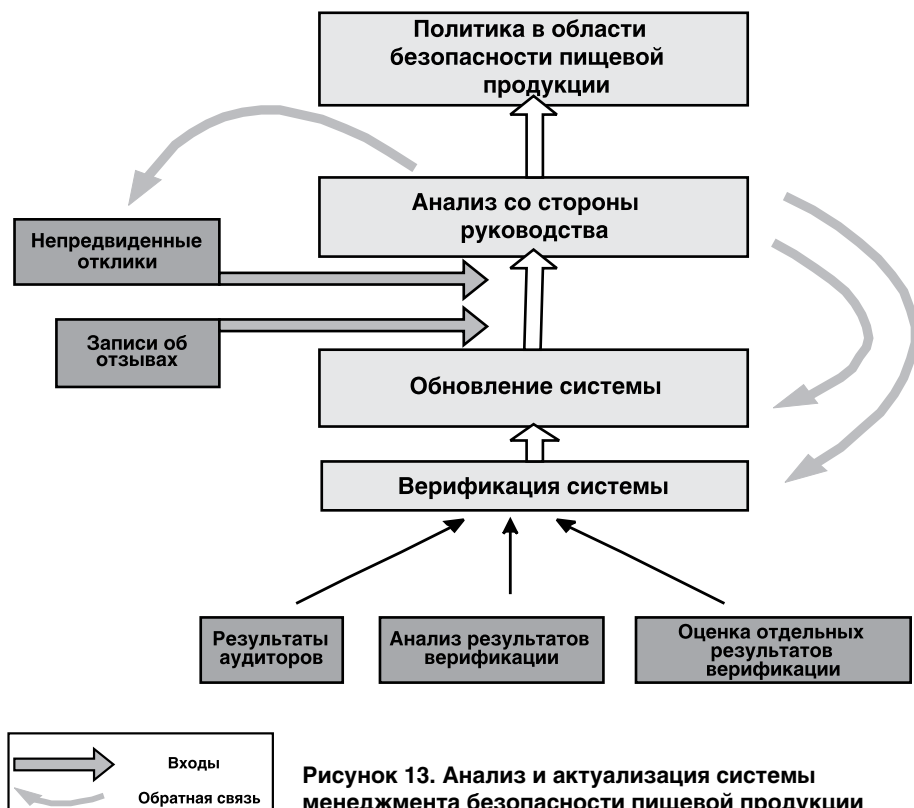 Политика в области
безопасности пищевой
продукции
Анализ со стороны
руководства
Непредвиденные
отклики
Записи об
отзывах
Обновление системы
Верификация системы
Результаты
аудиторов
Анализ результатов
верификации
Оценка отдельных
результатов
верификации
Входы
Обратная связь
Рисунок 13. Анализ и актуализация системы
менеджмента безопасности пищевой продукции